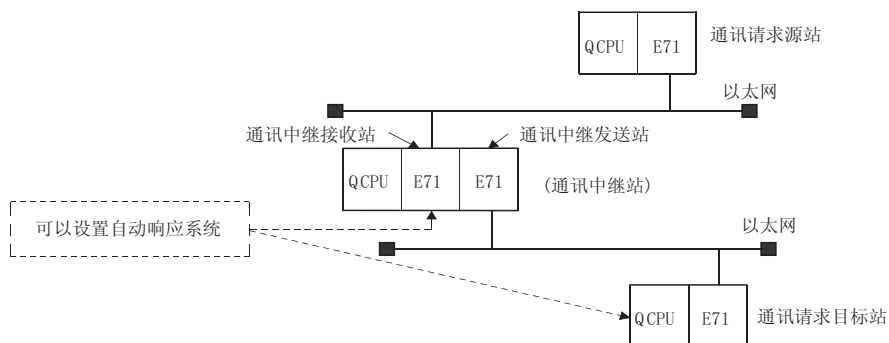 QCPU E71 通讯请求源站
以太网
通讯中继接收站 通讯中继发送站
QCPU E71 E71 (通讯中继站)
可以设置自动响应系统
以太网
QCPU E71 通讯请求目标站